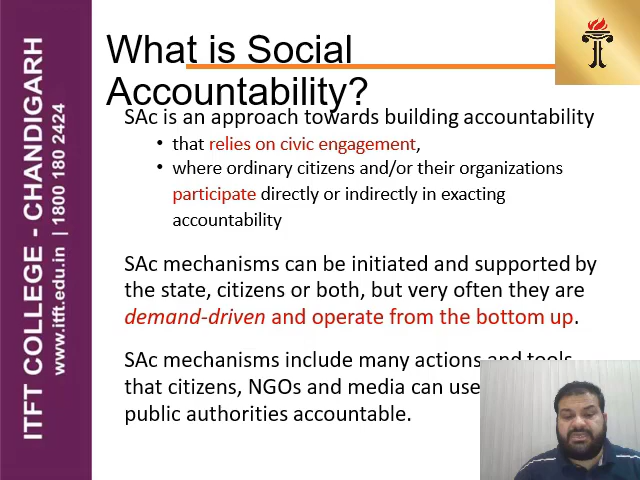 What is Social
Accountability?
SAc is an approach towards building accountability
• that relies on civic engagement,
• where ordinary citizens and/or their organizations
participate directly or indirectly in exacting
accountability
SAc mechanisms can be initiated and supported by
the state, citizens or both, but very often they are
demand-driven and operate from the bottom up.
SAc mechanisms include many actions and tools
that citizens, NGOs and media can use
public authorities accountable.
ITFT COLLEGE - CHANDIGARH
www.itft.edu.in | 1800 180 2424